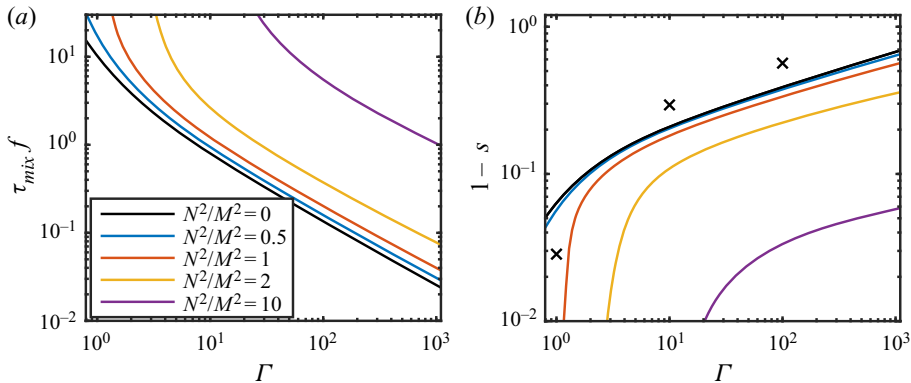 (a)
10¹
10⁰
10⁻¹
10⁻²
τ_mix f
N²/M² = 0
N²/M² = 0.5
N²/M² = 1
N²/M² = 2
N²/M² = 10
10⁰ 10¹ 10² 10³
Γ
(b)
10⁰
10⁻¹
10⁻²
1 – s
10⁰ 10¹ 10² 10³
Γ